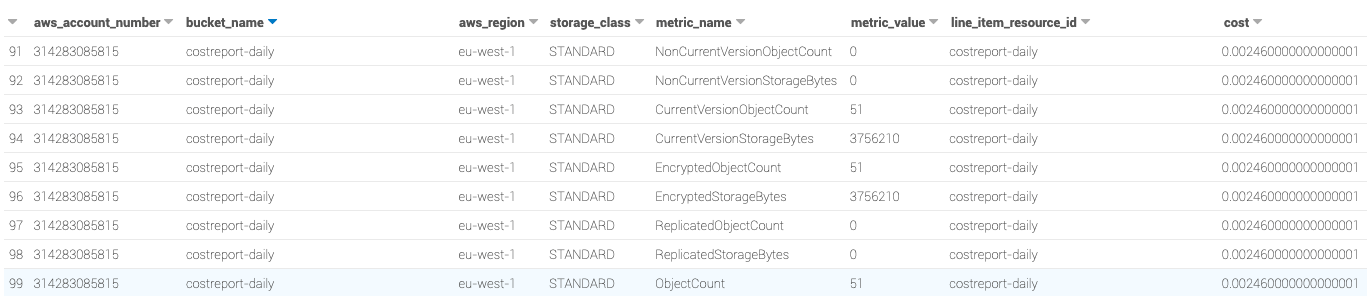 aws_account_number bucket_name aws_region storage_class metric_name metric_value line_item_resource_id cost
91 314283085815 costreport-daily eu-west-1 STANDARD NonCurrentVersionObjectCount 0 costreport-daily 0.002460000000000001
92 314283085815 costreport-daily eu-west-1 STANDARD NonCurrentVersionStorageBytes 0 costreport-daily 0.002460000000000001
93 314283085815 costreport-daily eu-west-1 STANDARD CurrentVersionObjectCount 51 costreport-daily 0.002460000000000001
94 314283085815 costreport-daily eu-west-1 STANDARD CurrentVersionStorageBytes 3756210 costreport-daily 0.002460000000000001
95 314283085815 costreport-daily eu-west-1 STANDARD EncryptedObjectCount 51 costreport-daily 0.002460000000000001
96 314283085815 costreport-daily eu-west-1 STANDARD EncryptedStorageBytes 3756210 costreport-daily 0.002460000000000001
97 314283085815 costreport-daily eu-west-1 STANDARD ReplicatedObjectCount 0 costreport-daily 0.002460000000000001
98 314283085815 costreport-daily eu-west-1 STANDARD ReplicatedStorageBytes 0 costreport-daily 0.002460000000000001
99 314283085815 costreport-daily eu-west-1 STANDARD ObjectCount 51 costreport-daily 0.002460000000000001